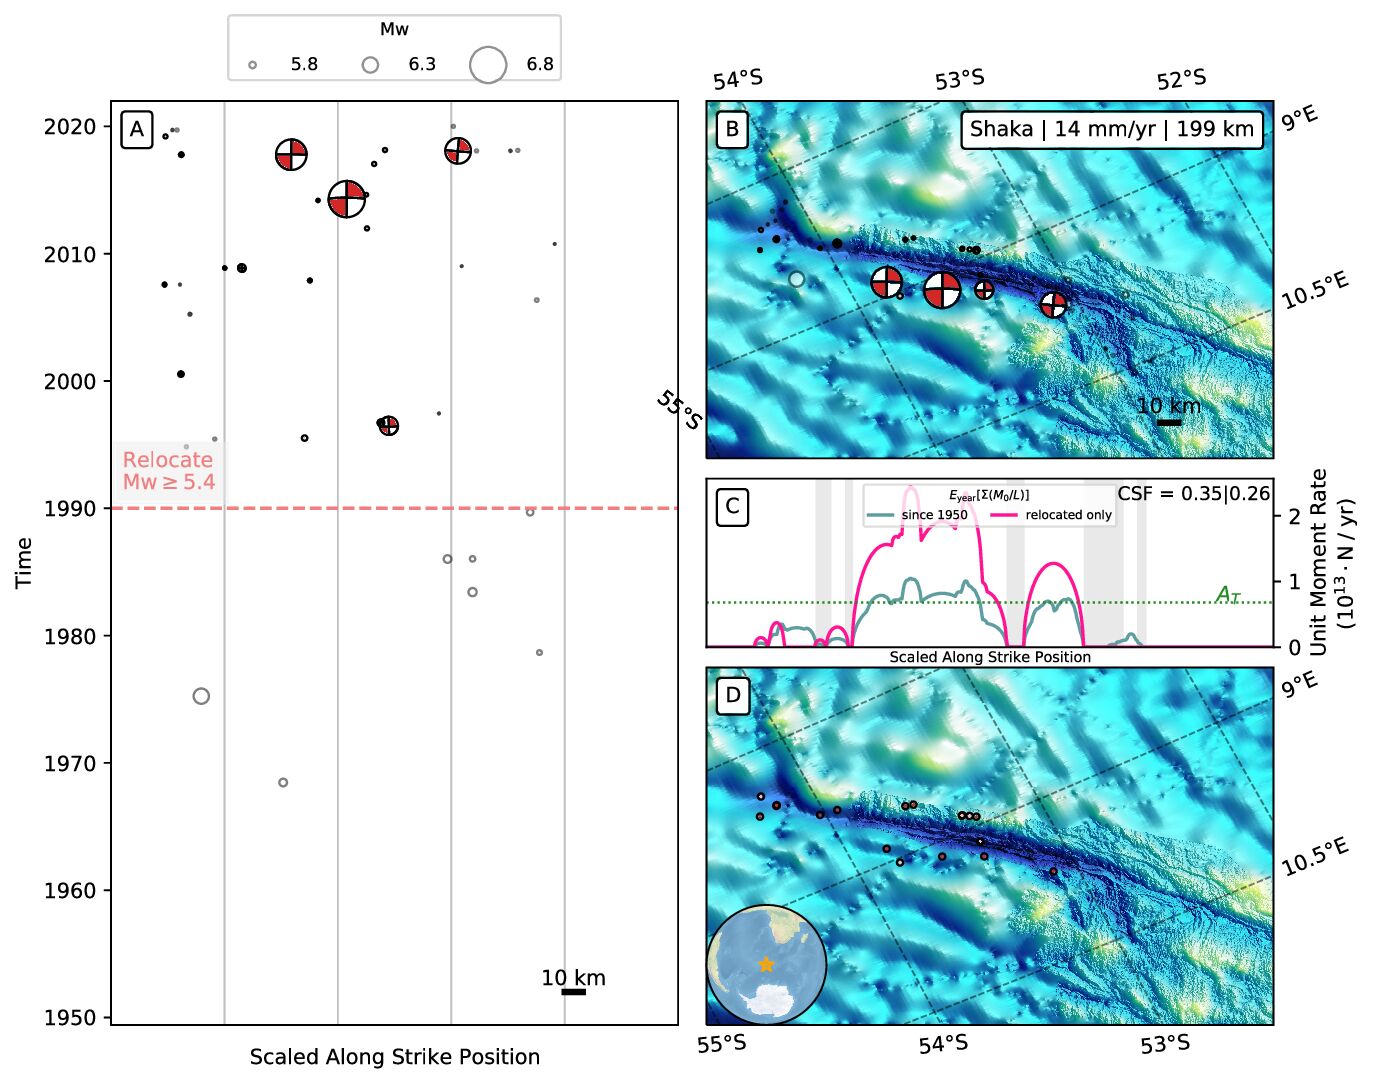 Mw
5.8 6.3 6.8
A
2020
2010
2000
1990
1980
1970
1960
1950
Time
Relocate
Mw ≥ 5.4
10 km
Scaled Along Strike Position
54°S 53°S 52°S
B
Shaka | 14 mm/yr | 199 km
9°E
10.5°E
55°S
10 km
C
E_year[Σ(M_0/L)]
since 1950 relocated only
CSF = 0.35|0.26
A_T
2
1
0
Unit Moment Rate
(10^13 · N / yr)
Scaled Along Strike Position
D
9°E
10.5°E
55°S 54°S 53°S